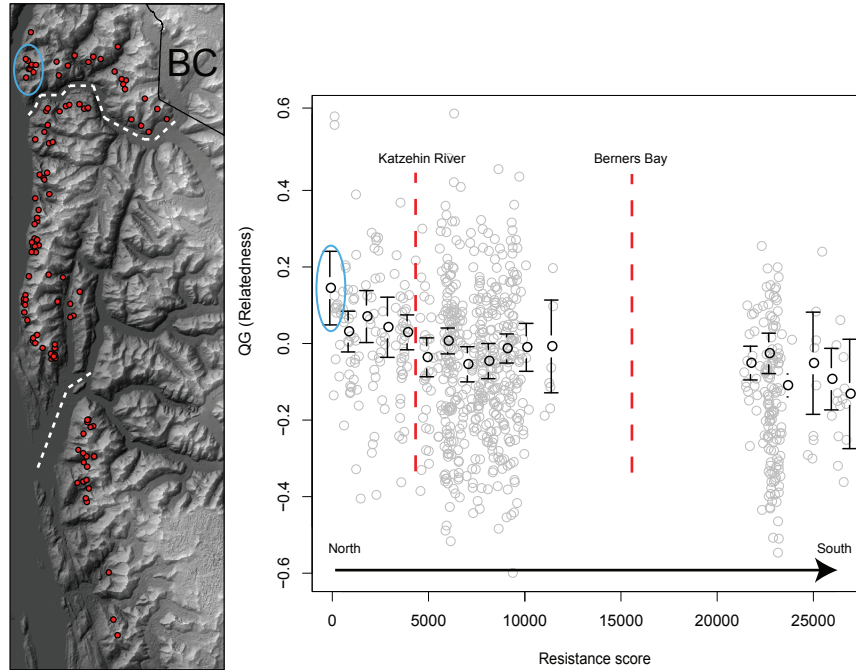 BC
0.6
0.4
0.2
0.0
−0.2
−0.4
−0.6
QG (Relatedness)
Katzehin River
Berners Bay
North
South
0
5000
10000
15000
20000
25000
Resistance score